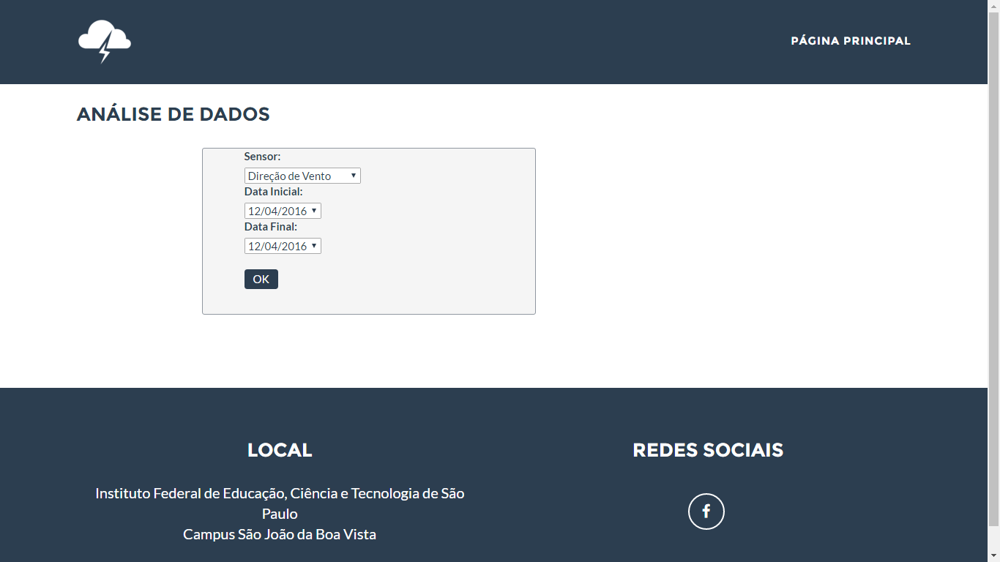 PÁGINA PRINCIPAL
ANÁLISE DE DADOS
Sensor:
Direção de Vento
Data Inicial:
12/04/2016
Data Final:
12/04/2016
OK
LOCAL
Instituto Federal de Educação, Ciência e Tecnologia de São
Paulo
Campus São João da Boa Vista
REDES SOCIAIS